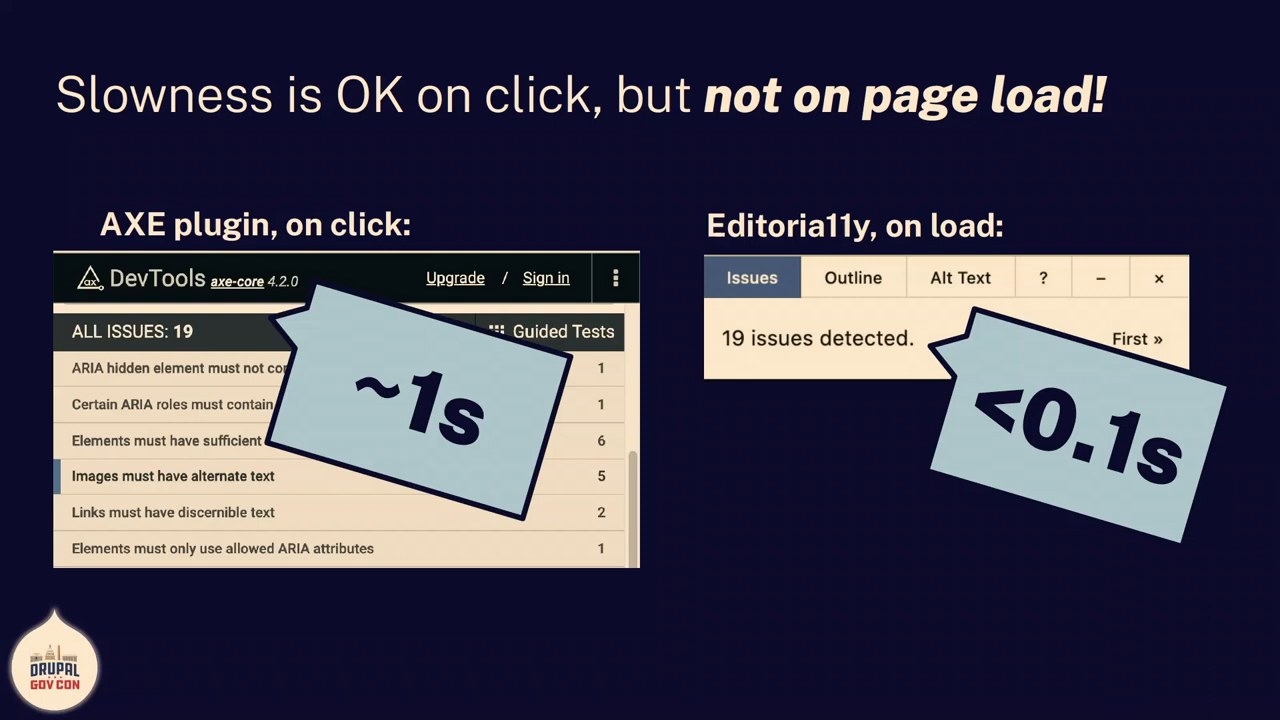 Slowness is OK on click, but not on page load!
AXE plugin, on click:
ax DevTools axe-core 4.2.0 Upgrade / Sign in
ALL ISSUES: 19 Guided Tests
ARIA hidden element must not 1
Certain ARIA roles must contain 1
Elements must have sufficient 6
Images must have alternate text 5
Links must have discernible text 2
Elements must only use allowed ARIA attributes 1
~1s
Editoria11y, on load:
Issues Outline Alt Text ? – ×
19 issues detected. First »
<0.1s
DRUPAL
GOV CON